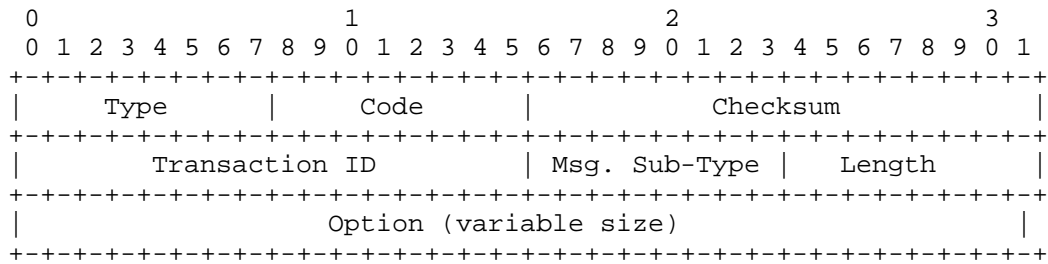 0                   1                   2                   3
 0 1 2 3 4 5 6 7 8 9 0 1 2 3 4 5 6 7 8 9 0 1 2 3 4 5 6 7 8 9 0 1
+-+-+-+-+-+-+-+-+-+-+-+-+-+-+-+-+-+-+-+-+-+-+-+-+-+-+-+-+-+-+-+-+
|     Type      |     Code      |           Checksum            |
+-+-+-+-+-+-+-+-+-+-+-+-+-+-+-+-+-+-+-+-+-+-+-+-+-+-+-+-+-+-+-+-+
|        Transaction ID         | Msg. Sub-Type |   Length      |
+-+-+-+-+-+-+-+-+-+-+-+-+-+-+-+-+-+-+-+-+-+-+-+-+-+-+-+-+-+-+-+-+
|                   Option (variable size)                     |
+-+-+-+-+-+-+-+-+-+-+-+-+-+-+-+-+-+-+-+-+-+-+-+-+-+-+-+-+-+-+-+-+